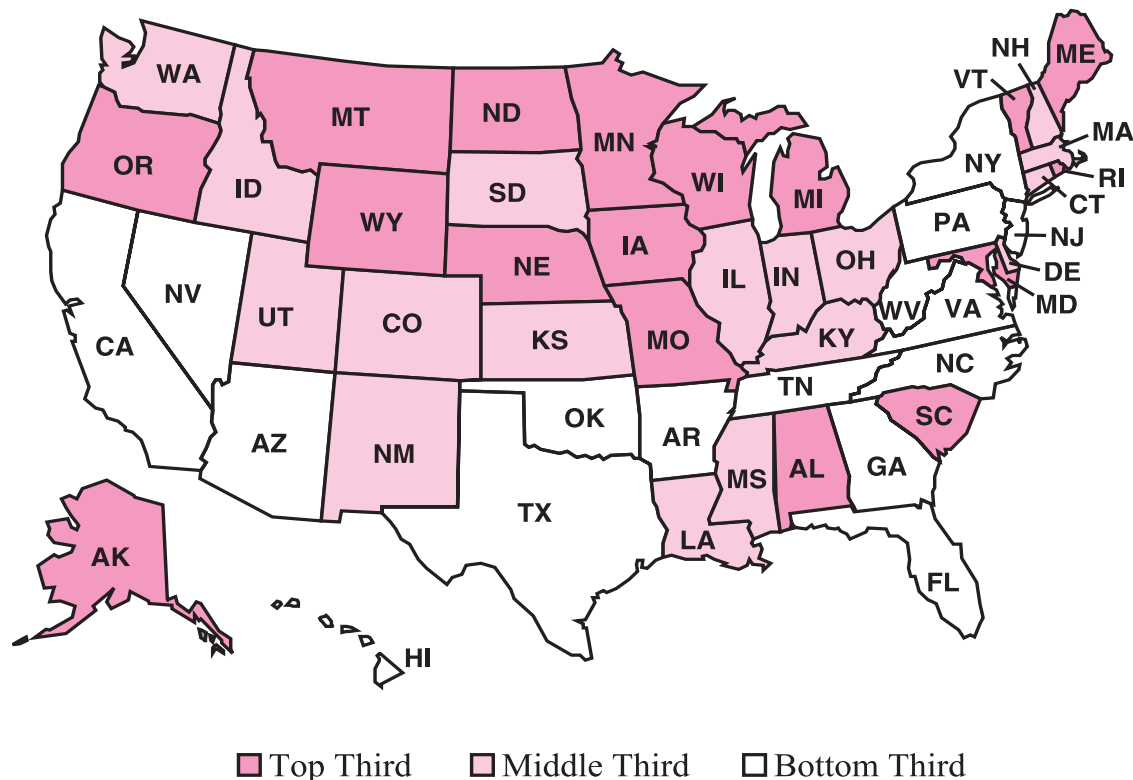 NH
ME
VT
WA
MT
ND
MN
MA
OR
ID
SD
WI
NY
RI
WY
MI
CT
PA
NJ
IA
NE
OH
DE
NV
IL
IN
MD
UT
CO
WV
VA
CA
KS
MO
KY
NC
TN
OK
SC
AZ
AR
NM
GA
MS
AL
TX
LA
AK
FL
HI
Top Third Middle Third Bottom Third